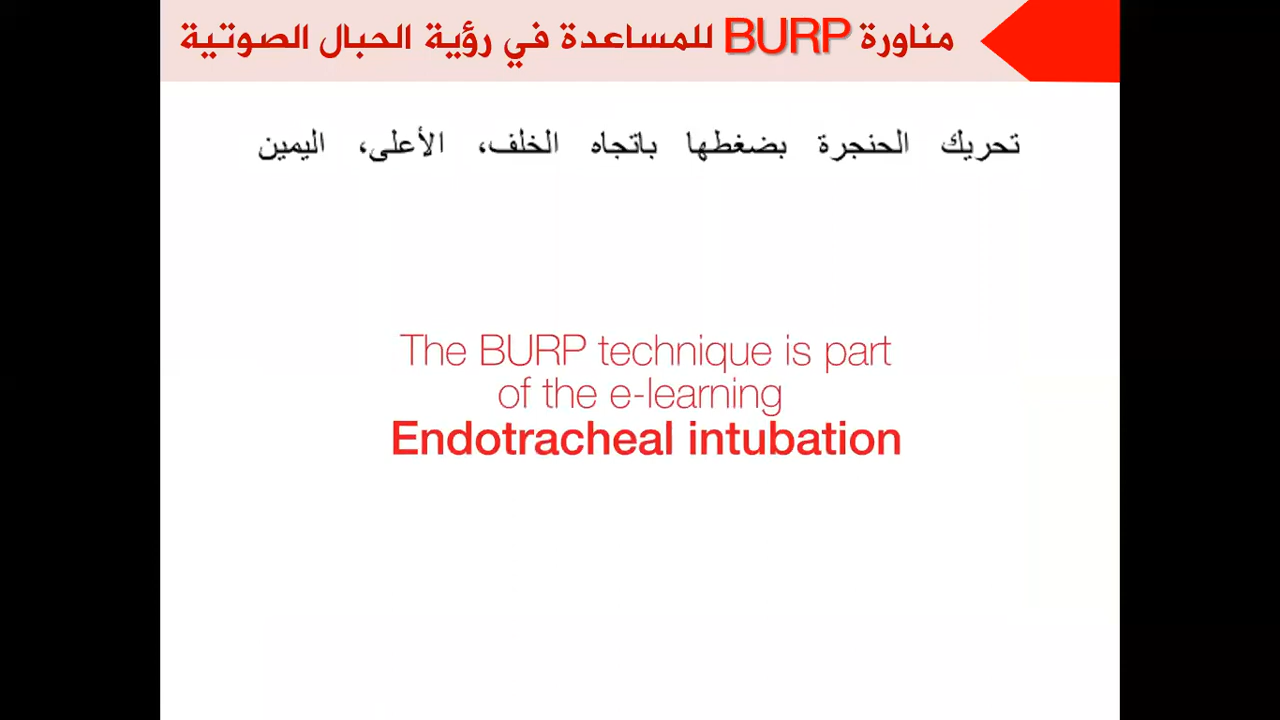 مناورة BURP للمساعدة في رؤية الحبال الصوتية
تحريك الحنجرة بضغطها باتجاه الخلف، الأعلى، اليمين
The BURP technique is part
of the e-learning
Endotracheal intubation